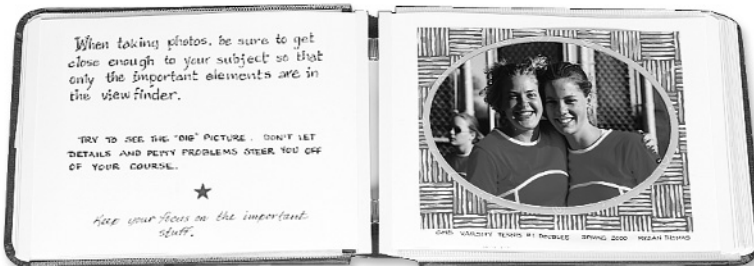 When taking photos, be sure to get
close enough to your subject so that
only the important elements are in
the viewfinder.
TRY TO SEE THE "BIG" PICTURE. DON'T LET
DETAILS AND PETTY PROBLEMS STEER YOU OFF
OF YOUR COURSE.
Keep your focus on the important
stuff.
VARSITY TENNIS #1 DOUBLES SPRING 2000